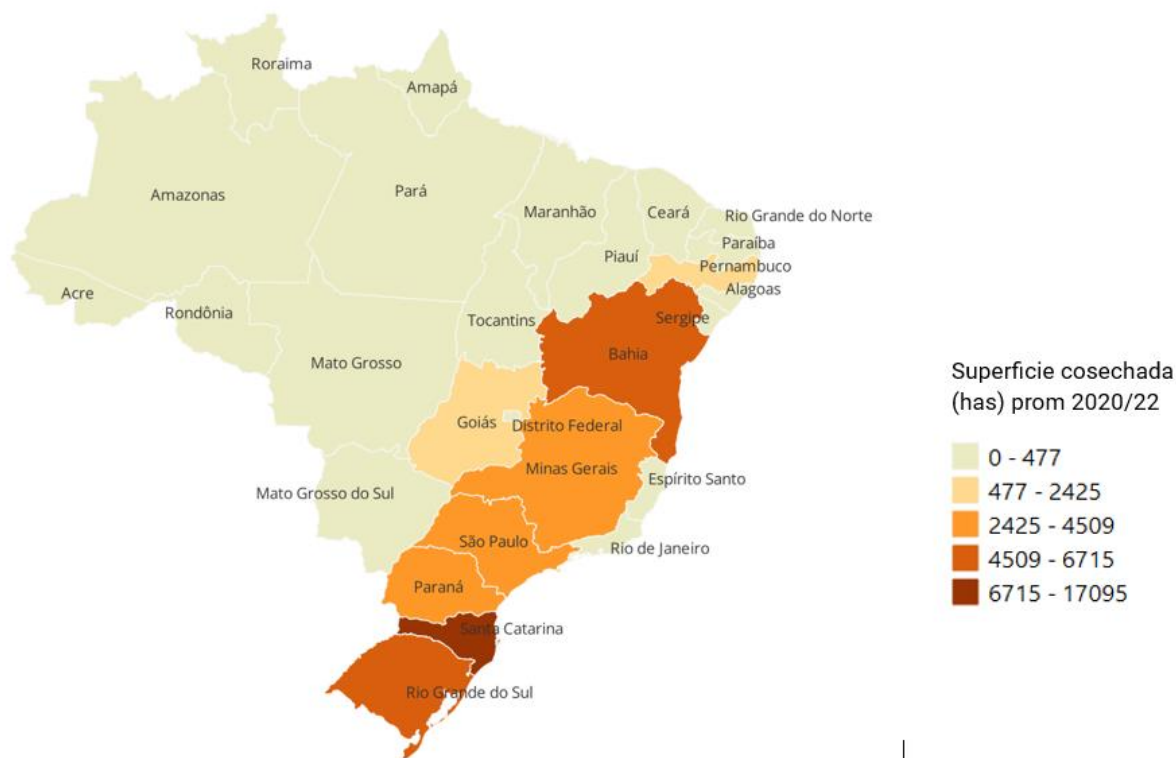 Roraima
Amapá
Amazonas
Pará
Maranhão
Ceará
Rio Grande do Norte
Paraíba
Piauí
Pernambuco
Alagoas
Acre
Rondônia
Tocantins
Sergipe
Bahia
Mato Grosso
Goiás
Distrito Federal
Minas Gerais
Espírito Santo
Mato Grosso do Sul
São Paulo
Rio de Janeiro
Paraná
Santa Catarina
Rio Grande do Sul
Superficie cosechada
(has) prom 2020/22
0 - 477
477 - 2425
2425 - 4509
4509 - 6715
6715 - 17095